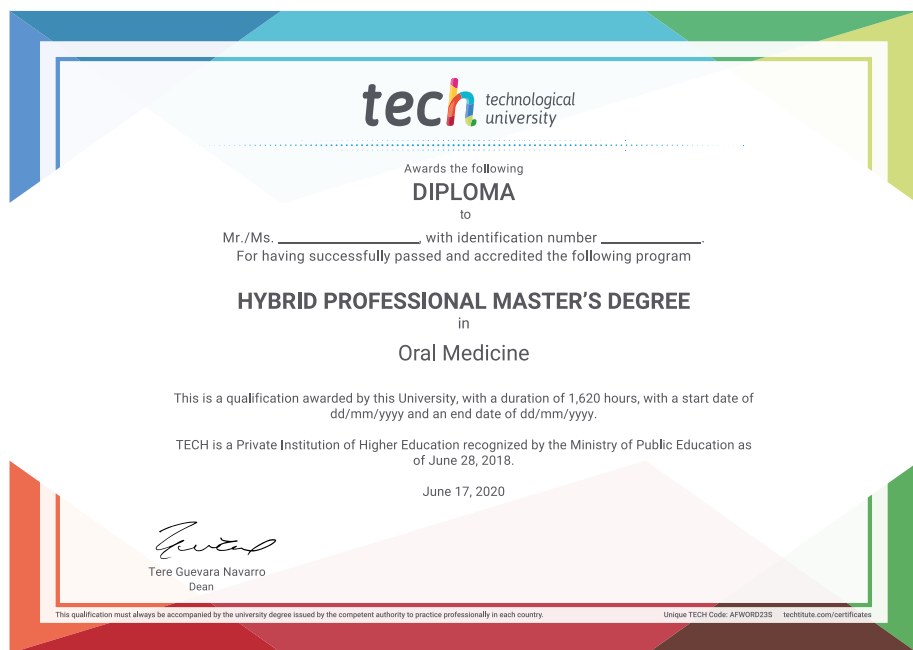 tech technological
university
Awards the following
DIPLOMA
to
Mr./Ms. ____________________, with identification number ______________.
For having successfully passed and accredited the following program
HYBRID PROFESSIONAL MASTER'S DEGREE
in
Oral Medicine
This is a qualification awarded by this University, with a duration of 1,620 hours, with a start date of
dd/mm/yyyy and an end date of dd/mm/yyyy.
TECH is a Private Institution of Higher Education recognized by the Ministry of Public Education as
of June 28, 2018.
June 17, 2020
Tere Guevara Navarro
Dean
This qualification must always be accompanied by the university degree issued by the competent authority to practice professionally in each country.
Unique TECH Code: AFWORD23S techtitute.com/certificates